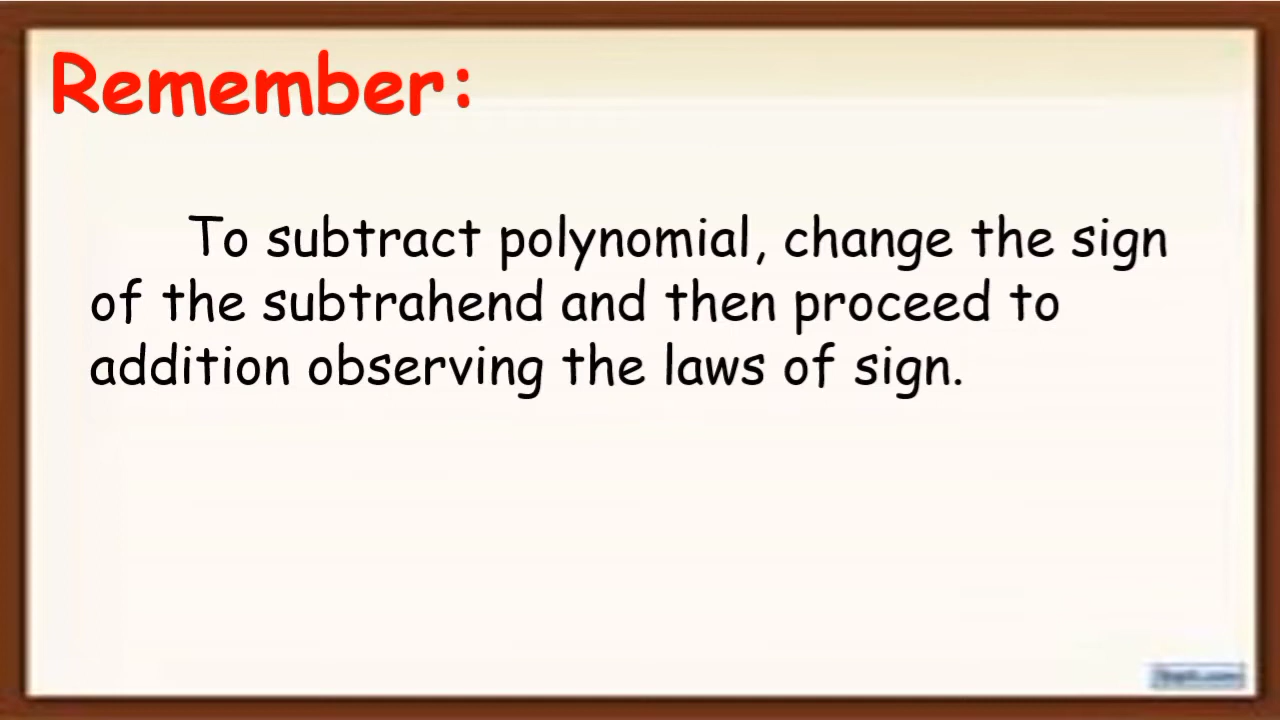 Remember:
To subtract polynomial, change the sign
of the subtrahend and then proceed to
addition observing the laws of sign.